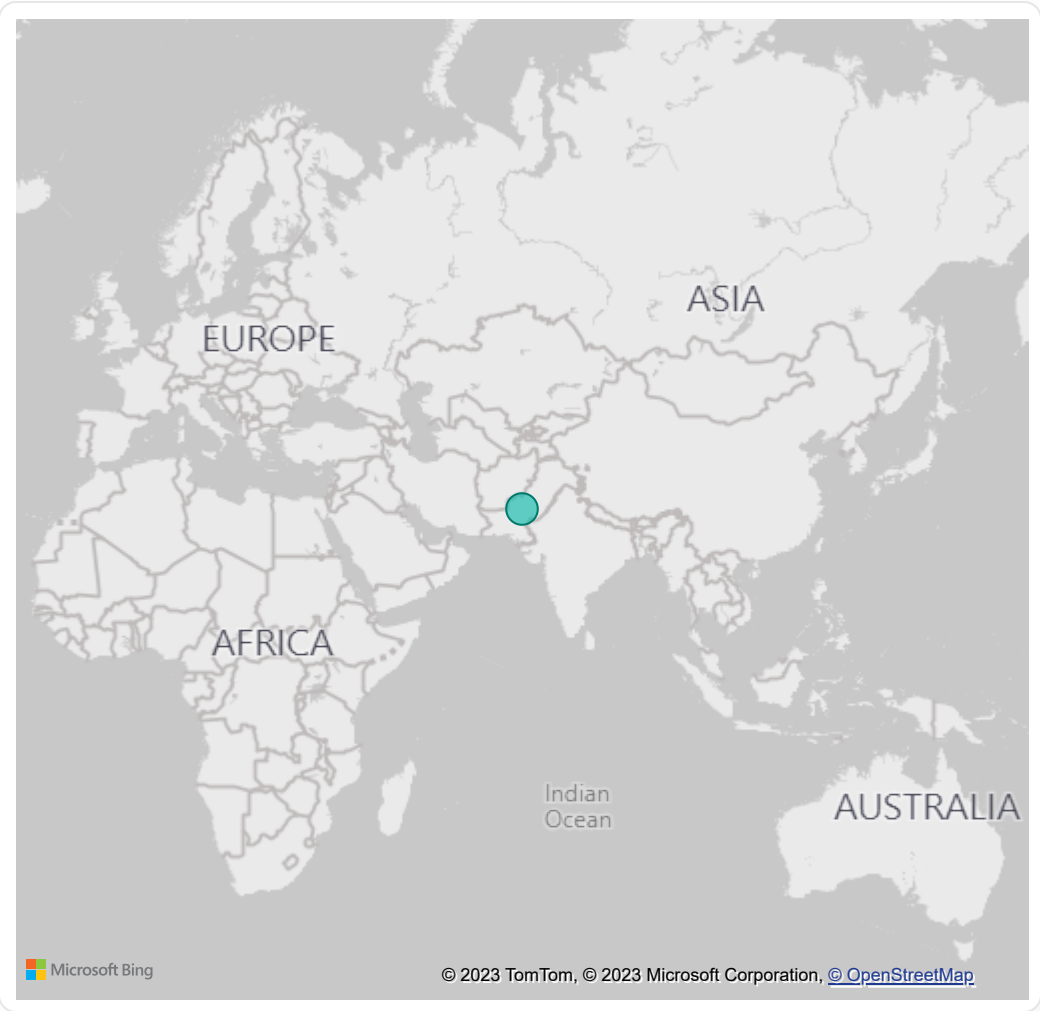 ASIA
EUROPE
AFRICA
Indian
Ocean
AUSTRALIA
Microsoft Bing
© 2023 TomTom, © 2023 Microsoft Corporation, © OpenStreetMap